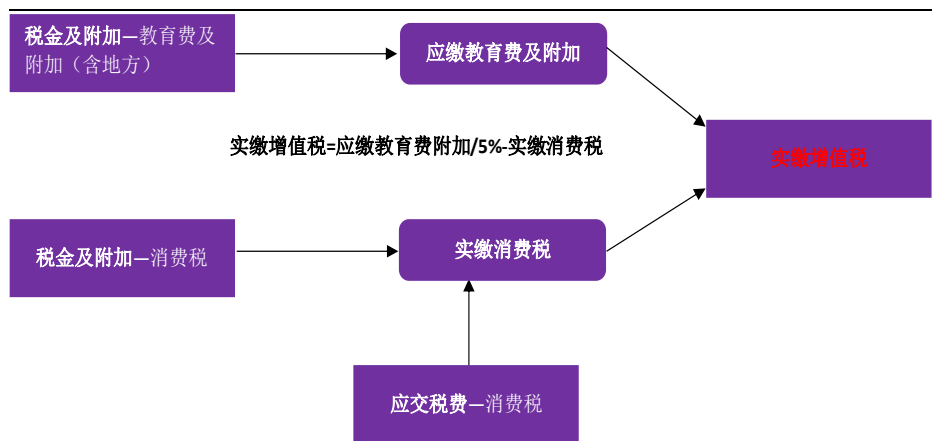 税金及附加—教育费及
附加（含地方）
应缴教育费及附加
实缴增值税=应缴教育费附加/5%-实缴消费税
实缴增值税
税金及附加—消费税
实缴消费税
应交税费—消费税